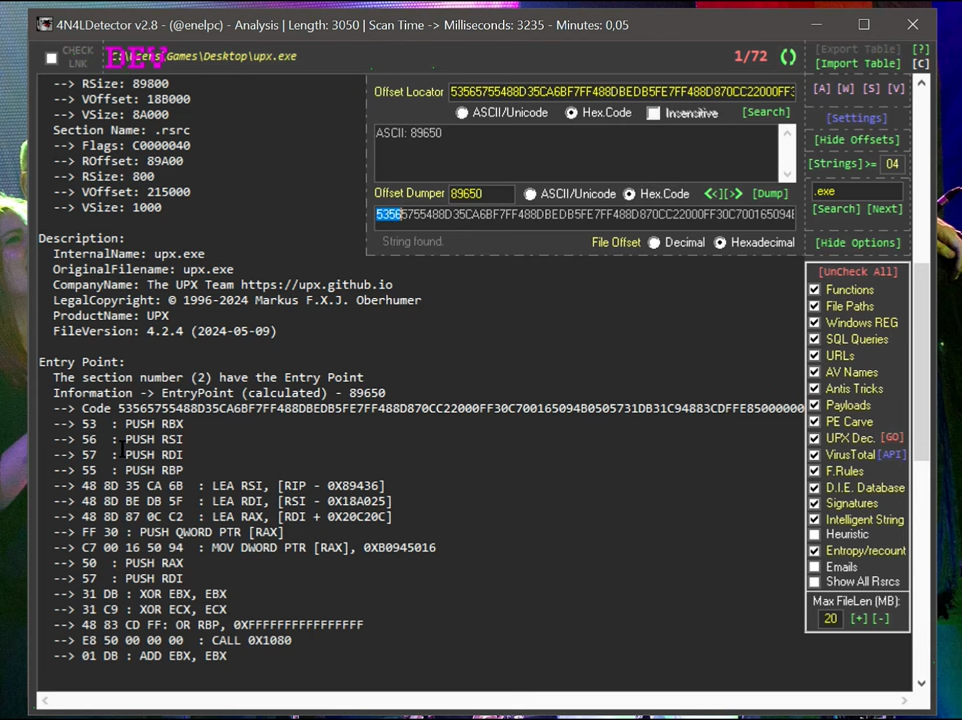 4N4LDetector v2.8 - (@enelpc) - Analysis | Length: 3050 | Scan Time -> Milliseconds: 3235 - Minutes: 0,05
CHECK LNK
DEV
C:\Users\Games\Desktop\upx.exe
1/72
[Export Table] [?]
[Import Table] [C]
--> RSize: 89800
--> VOffset: 18B000
--> VSize: 8A000
Section Name: .rsrc
--> Flags: C0000040
--> ROffset: 89A00
--> RSize: 800
--> VOffset: 215000
--> VSize: 1000
Offset Locator
53565755488D35CA6BF7FF488DBEDB5FE7FF488D870CC22000FF3
ASCII/Unicode
Hex.Code
Insensitive
[Search]
ASCII: 89650
Offset Dumper
89650
ASCII/Unicode
Hex.Code
<<][>>
[Dump]
53565755488D35CA6BF7FF488DBEDB5FE7FF488D870CC22000FF30C700165094B
String found.
File Offset
Decimal
Hexadecimal
[A] [W] [S] [V]
[Settings]
[Hide Offsets]
[Strings]>= 04
.exe
[Search] [Next]
[Hide Options]
Description:
InternalName: upx.exe
OriginalFilename: upx.exe
CompanyName: The UPX Team https://upx.github.io
LegalCopyright: © 1996-2024 Markus F.X.J. Oberhumer
ProductName: UPX
FileVersion: 4.2.4 (2024-05-09)
Entry Point:
The section number (2) have the Entry Point
Information -> EntryPoint (calculated) - 89650
--> Code 53565755488D35CA6BF7FF488DBEDB5FE7FF488D870CC22000FF30C700165094B0505731DB31C94883CDFFE85000000
--> 53 : PUSH RBX
--> 56 : PUSH RSI
--> 57 : PUSH RDI
--> 55 : PUSH RBP
--> 48 8D 35 CA 6B : LEA RSI, [RIP - 0X89436]
--> 48 8D BE DB 5F : LEA RDI, [RSI - 0X18A025]
--> 48 8D 87 0C C2 : LEA RAX, [RDI + 0X20C20C]
--> FF 30 : PUSH QWORD PTR [RAX]
--> C7 00 16 50 94 : MOV DWORD PTR [RAX], 0XB0945016
--> 50 : PUSH RAX
--> 57 : PUSH RDI
--> 31 DB : XOR EBX, EBX
--> 31 C9 : XOR ECX, ECX
--> 48 83 CD FF: OR RBP, 0XFFFFFFFFFFFFFFFF
--> E8 50 00 00 00 : CALL 0X1080
--> 01 DB : ADD EBX, EBX
[UnCheck All]
Functions
File Paths
Windows REG
SQL Queries
URLs
AV Names
Antis Tricks
Payloads
PE Carve
UPX Dec. [GO]
VirusTotal [API]
F.Rules
D.I.E. Database
Signatures
Intelligent String
Heuristic
Entropy/recount
Emails
Show All Rsrcs
Max FileLen (MB):
20 [+] [-]